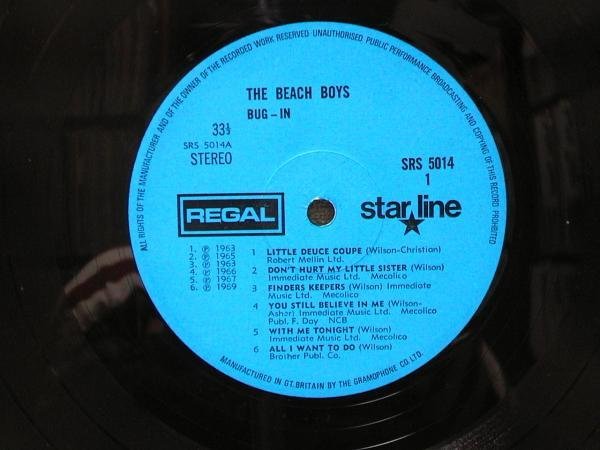 ALL RIGHTS OF THE MANUFACTURER AND OF THE OWNER OF THE RECORDED WORK RESERVED UNAUTHORISED PUBLIC PERFORMANCE BROADCASTING AND COPYING OF THIS RECORD PROHIBITED
THE BEACH BOYS
BUG-IN
33⅓
SRS 5014A
STEREO
SRS 5014
1
REGAL
star line
1. ℗ 1963
2. ℗ 1965
3. ℗ 1963
4. ℗ 1966
5. ℗ 1967
6. ℗ 1969
1 LITTLE DEUCE COUPE (Wilson-Christian)
Robert Mellin Ltd.
2 DON'T HURT MY LITTLE SISTER (Wilson)
Immediate Music Ltd. Mecolico
3 FINDERS KEEPERS (Wilson) Immediate
Music Ltd. Mecolico
4 YOU STILL BELIEVE IN ME (Wilson-
Asher) Immediate Music Ltd. Mecolico
Publ. F. Day NCB
5 WITH ME TONIGHT (Wilson)
Immediate Music Ltd. Mecolico
6 ALL I WANT TO DO (Wilson)
Brother Publ. Co.
MANUFACTURED IN GT. BRITAIN BY THE GRAMOPHONE CO. LTD.